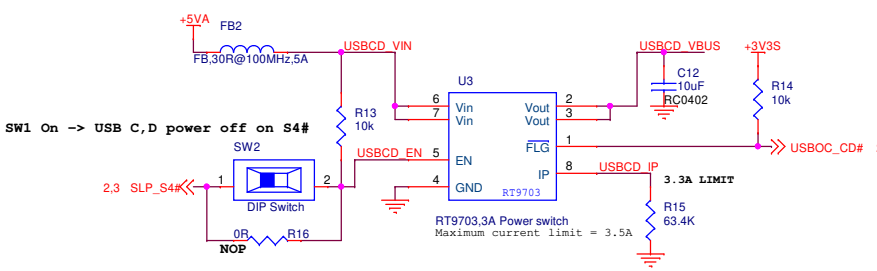 +5VA
FB2
FB,30R@100MHz,5A
USBCD_VIN
USBCD_VBUS
+3V3S
C12
10uF
RC0402
R14
10k
U3
6 Vin
7 Vin
Vout 2
Vout 3
FLG 1
USBOC_CD#
R13
10k
SW1 On -> USB C,D power off on S4#
SW2
USBCD_EN
5 EN
IP 8
USBCD_IP
3.3A LIMIT
4 GND
RT9703
2,3 SLP_S4#
1
2
DIP Switch
R15
63.4K
RT9703,3A Power switch
Maximum current limit = 3.5A
0R
R16
NOP